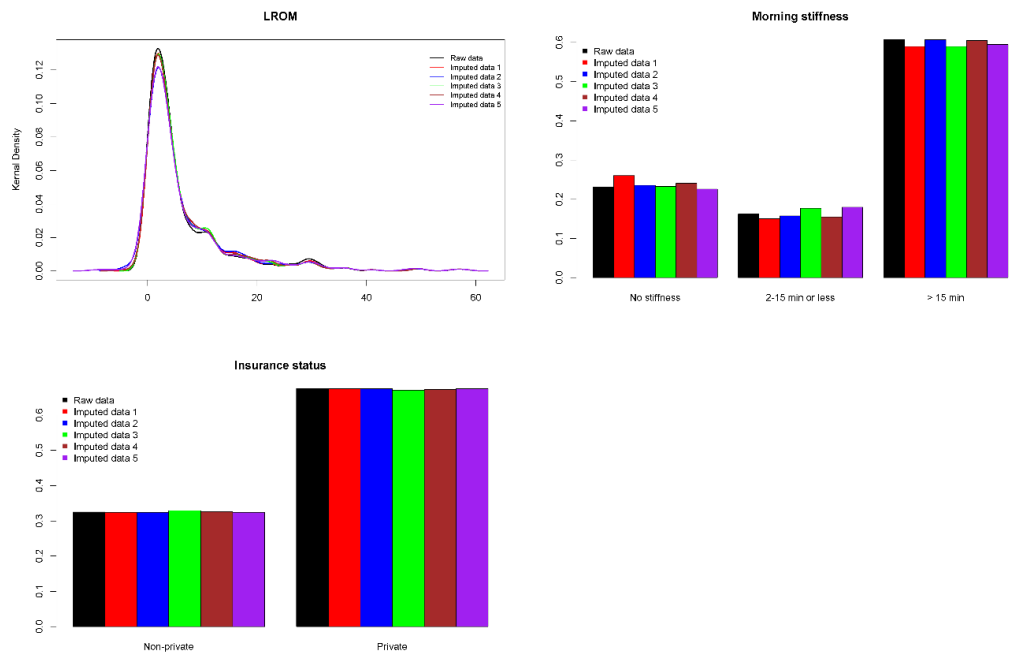 LROM
Kernal Density
0.12
0.10
0.08
0.06
0.04
0.02
0.00
0
20
40
60
Raw data
Imputed data 1
Imputed data 2
Imputed data 3
Imputed data 4
Imputed data 5
Morning stiffness
0.6
0.5
0.4
0.3
0.2
0.1
0.0
Raw data
Imputed data 1
Imputed data 2
Imputed data 3
Imputed data 4
Imputed data 5
No stiffness
2-15 min or less
> 15 min
Insurance status
0.6
0.5
0.4
0.3
0.2
0.1
0.0
Raw data
Imputed data 1
Imputed data 2
Imputed data 3
Imputed data 4
Imputed data 5
Non-private
Private